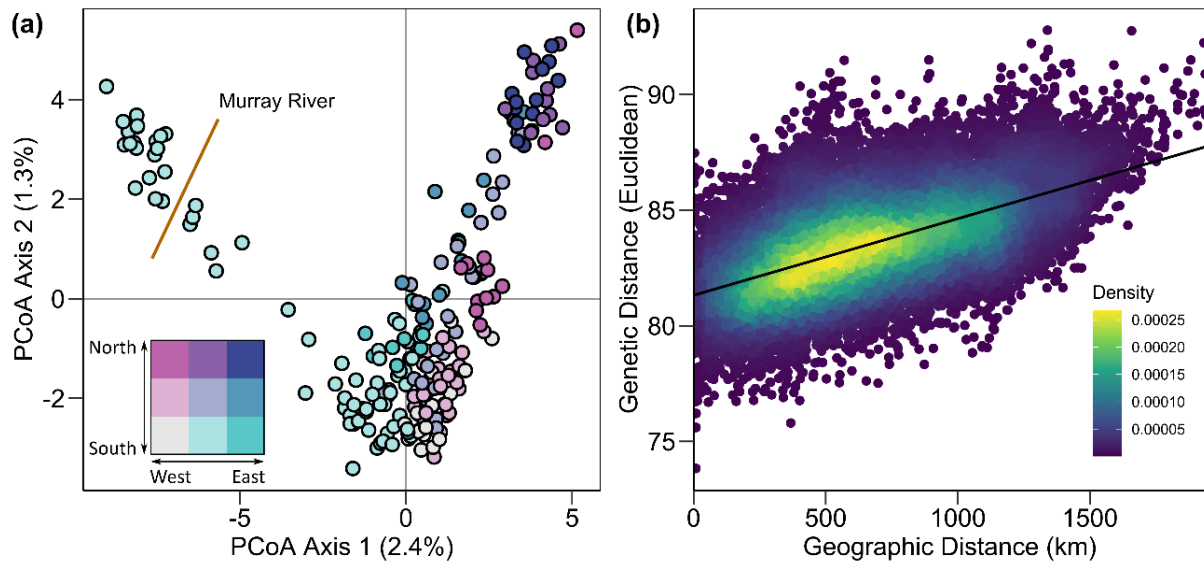 (a)
Murray River
4
2
0
-2
PCoA Axis 2 (1.3%)
North
South
West East
-5 0 5
PCoA Axis 1 (2.4%)
(b)
90
85
80
75
Genetic Distance (Euclidean)
Density
0.00025
0.00020
0.00015
0.00010
0.00005
0 500 1000 1500
Geographic Distance (km)